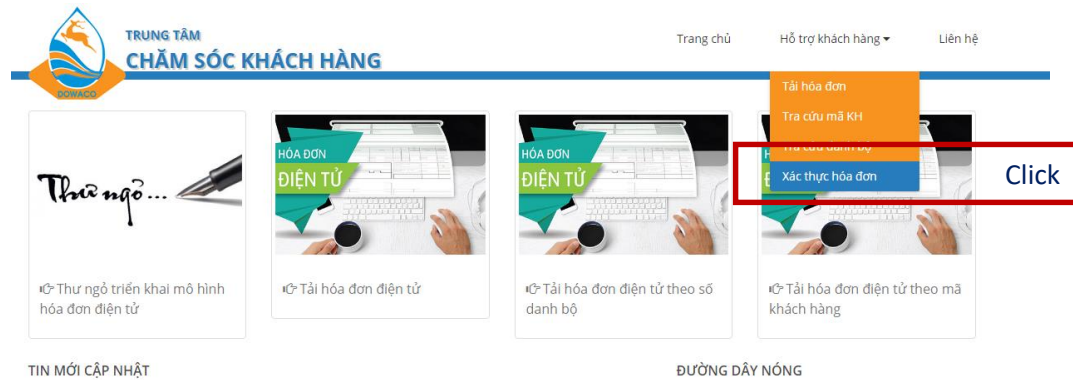 TRUNG TÂM
CHĂM SÓC KHÁCH HÀNG
DOWACO
Trang chủ
Hỗ trợ khách hàng
Liên hệ
Tải hóa đơn
Tra cứu mã KH
Tra cứu danh bộ
Xác thực hóa đơn
Click
Thư ngỏ...
HÓA ĐƠN
ĐIỆN TỬ
HÓA ĐƠN
ĐIỆN TỬ
Thư ngỏ triển khai mô hình
hóa đơn điện tử
Tải hóa đơn điện tử
Tải hóa đơn điện tử theo số
danh bộ
Tải hóa đơn điện tử theo mã
khách hàng
TIN MỚI CẬP NHẬT
ĐƯỜNG DÂY NÓNG